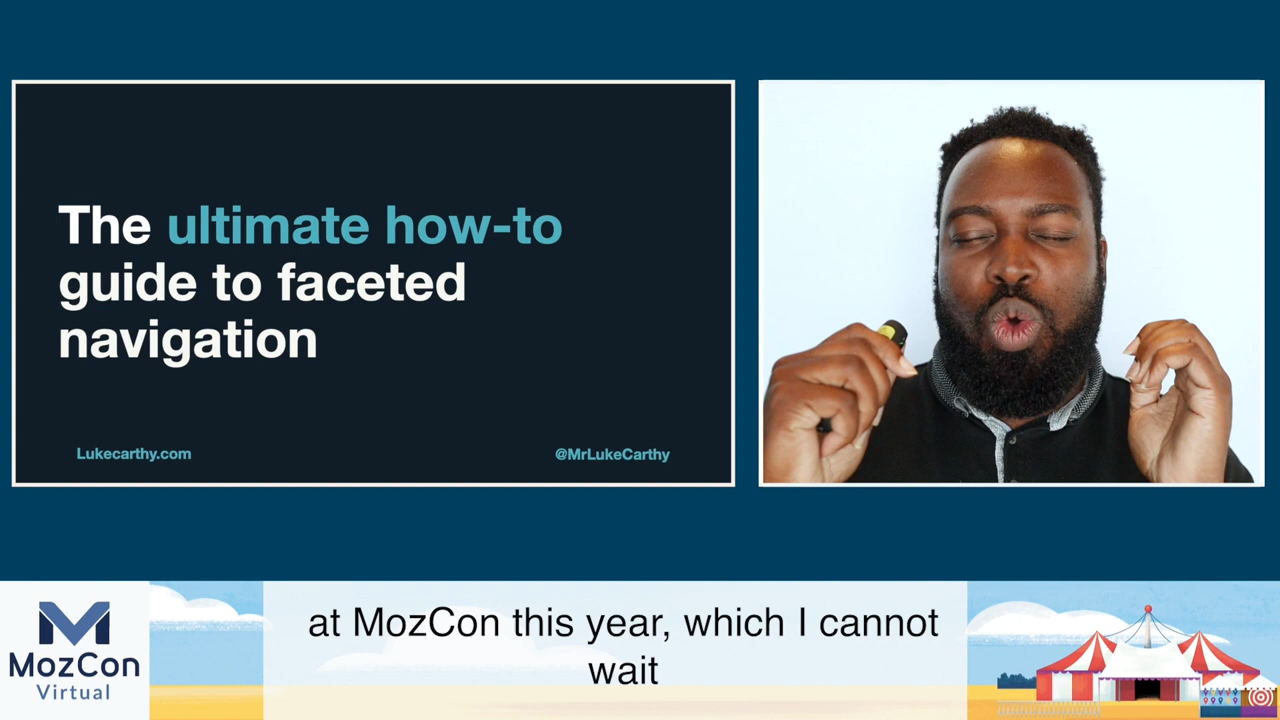 The ultimate how-to
guide to faceted
navigation
Lukecarthy.com
@MrLukeCarthy
at MozCon this year, which I cannot
wait
MozCon
Virtual